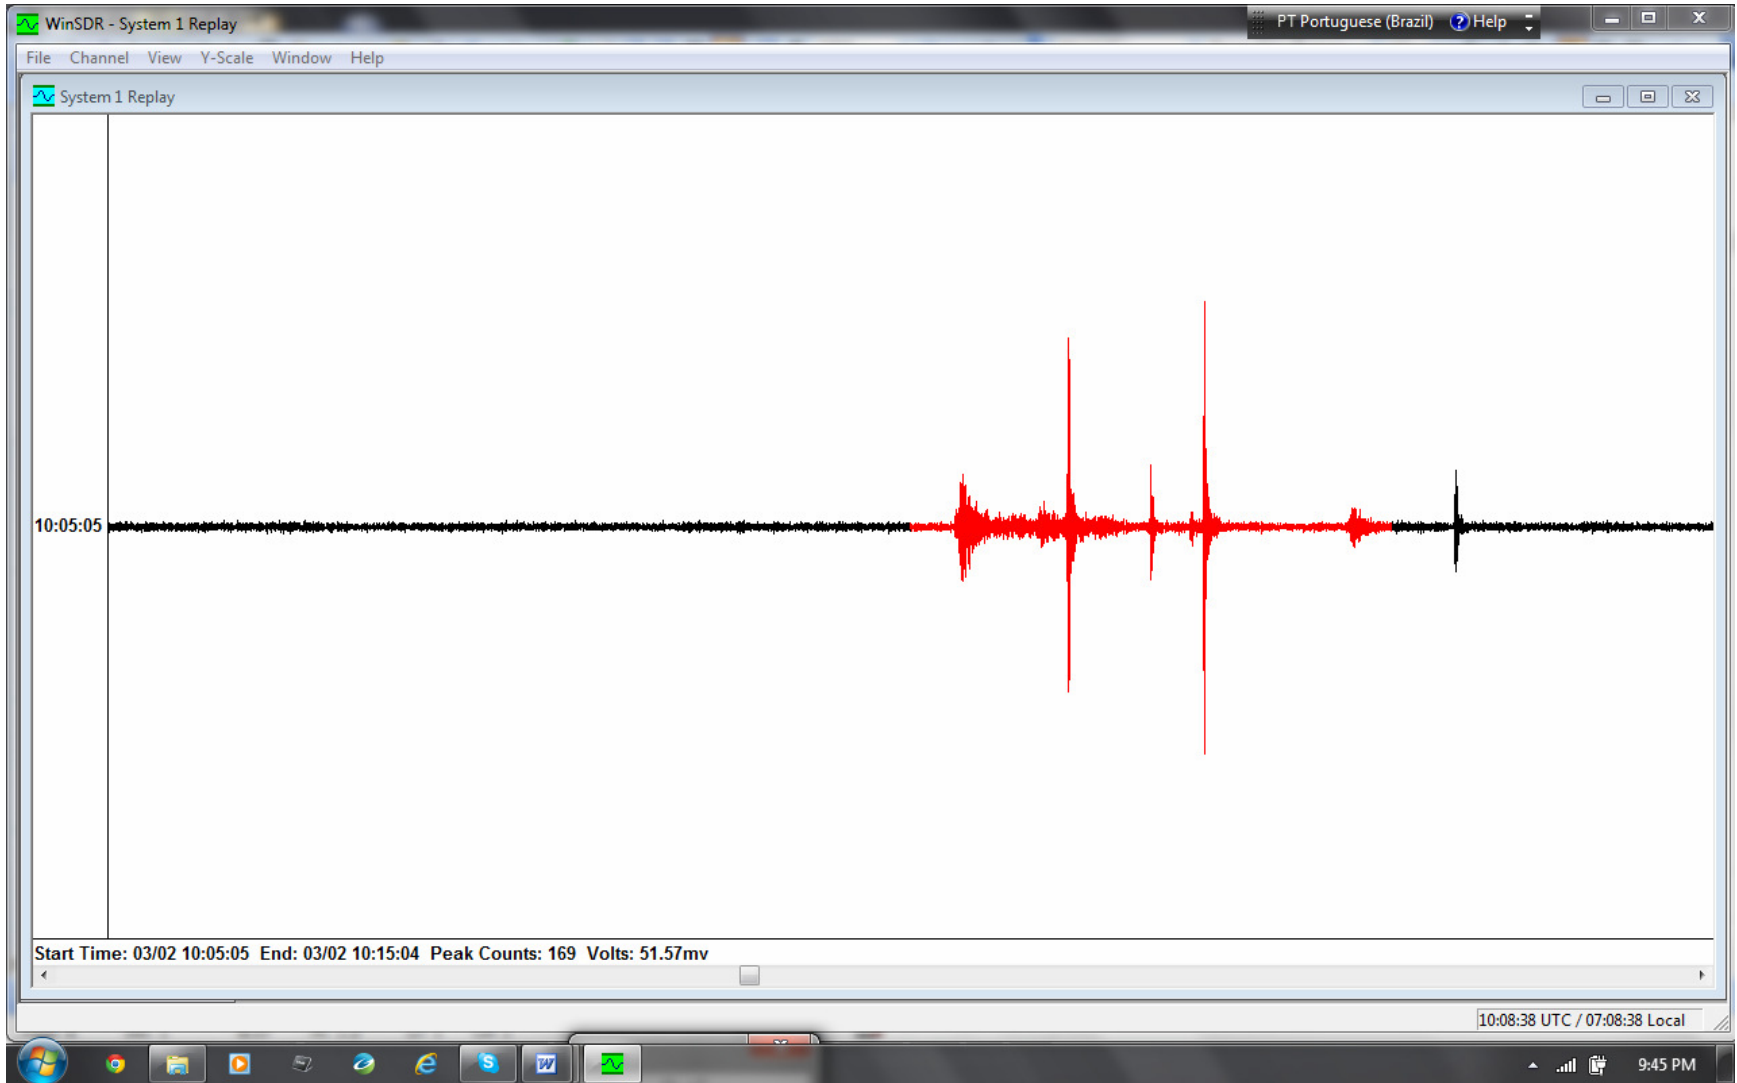 WinSDR - System 1 Replay
PT Portuguese (Brazil) ? Help
File Channel View Y-Scale Window Help
System 1 Replay
10:05:05
Start Time: 03/02 10:05:05 End: 03/02 10:15:04 Peak Counts: 169 Volts: 51.57mv
10:08:38 UTC / 07:08:38 Local
9:45 PM